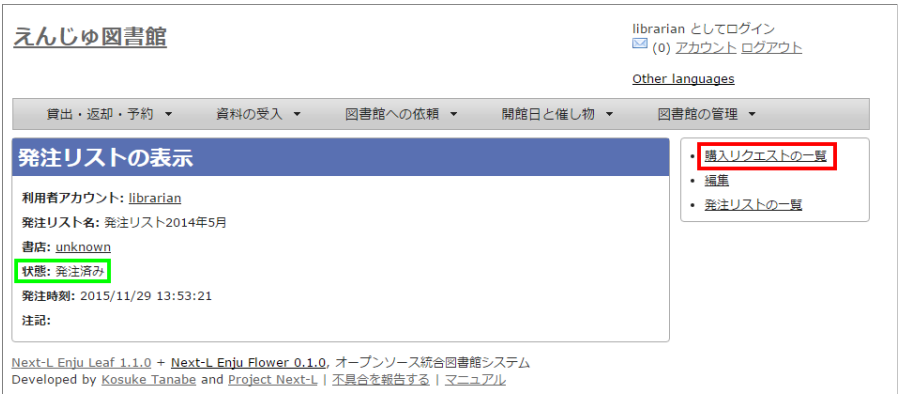 えんじゅ図書館
librarian としてログイン
(0) アカウント ログアウト
Other languages
貸出・返却・予約 ▼ 資料の受入 ▼ 図書館への依頼 ▼ 開館日と催し物 ▼ 図書館の管理 ▼
発注リストの表示
利用者アカウント: librarian
発注リスト名: 発注リスト2014年5月
書店: unknown
状態: 発注済み
発注時刻: 2015/11/29 13:53:21
注記:
• 購入リクエストの一覧
• 編集
• 発注リストの一覧
Next-L Enju Leaf 1.1.0 + Next-L Enju Flower 0.1.0, オープンソース統合図書館システム
Developed by Kosuke Tanabe and Project Next-L | 不具合を報告する | マニュアル